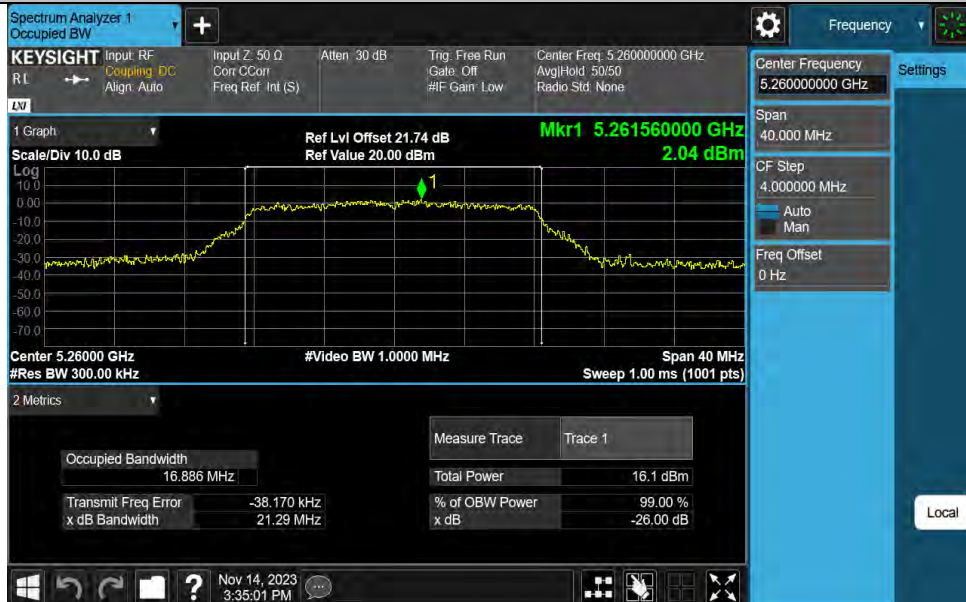 Spectrum Analyzer 1
Occupied BW
+
Frequency
KEYSIGHT
Input: RF
Coupling: DC
Align: Auto
Input Z: 50 Ω
Corr CCorr
Freq Ref: Int (S)
Atten: 30 dB
Trig: Free Run
Gate: Off
#IF Gain: Low
Center Freq: 5.260000000 GHz
Avg|Hold: 50/50
Radio Std: None
LXI
Center Frequency
5.260000000 GHz
Settings
Span
40.000 MHz
CF Step
4.000000 MHz
Auto
Man
Freq Offset
0 Hz
Local
1 Graph
Scale/Div 10.0 dB
Ref Lvl Offset 21.74 dB
Ref Value 20.00 dBm
Mkr1 5.261560000 GHz
2.04 dBm
Log
10.0
0.00
-10.0
-20.0
-30.0
-40.0
-50.0
-60.0
-70.0
1
Center 5.26000 GHz
#Res BW 300.00 kHz
#Video BW 1.0000 MHz
Span 40 MHz
Sweep 1.00 ms (1001 pts)
2 Metrics
Measure Trace Trace 1
Occupied Bandwidth
16.886 MHz
Total Power 16.1 dBm
Transmit Freq Error -38.170 kHz
% of OBW Power 99.00 %
x dB Bandwidth 21.29 MHz
x dB -26.00 dB
?
Nov 14, 2023
3:35:01 PM